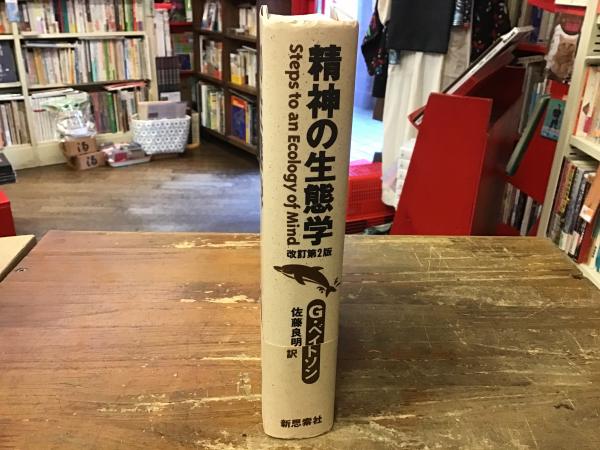 精神の生態学
Steps to an Ecology of Mind
改訂第2版
G・ベイトソン
佐藤良明 訳
新思索社